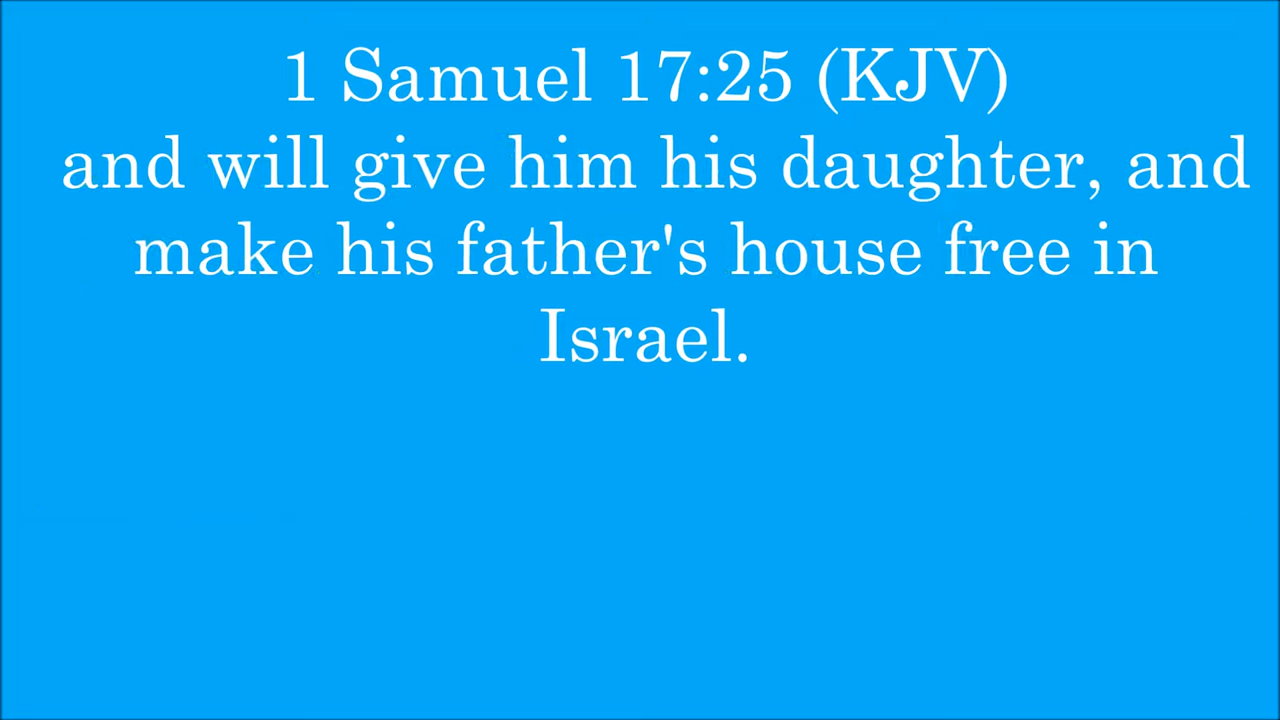 1 Samuel 17:25 (KJV)
and will give him his daughter, and
make his father's house free in
Israel.